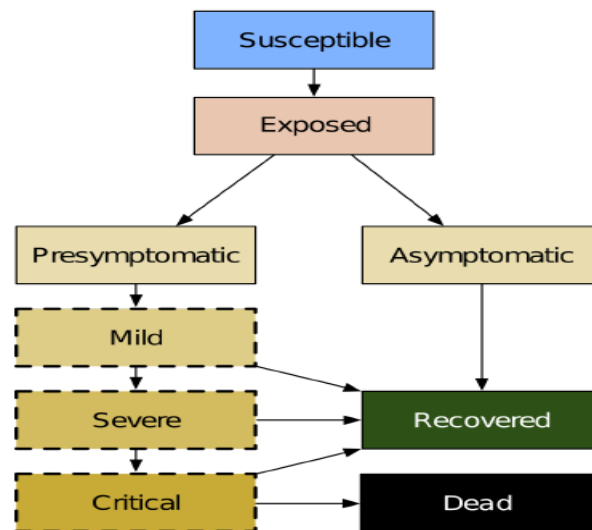 Susceptible
Exposed
Presymptomatic
Asymptomatic
Mild
Severe
Recovered
Critical
Dead